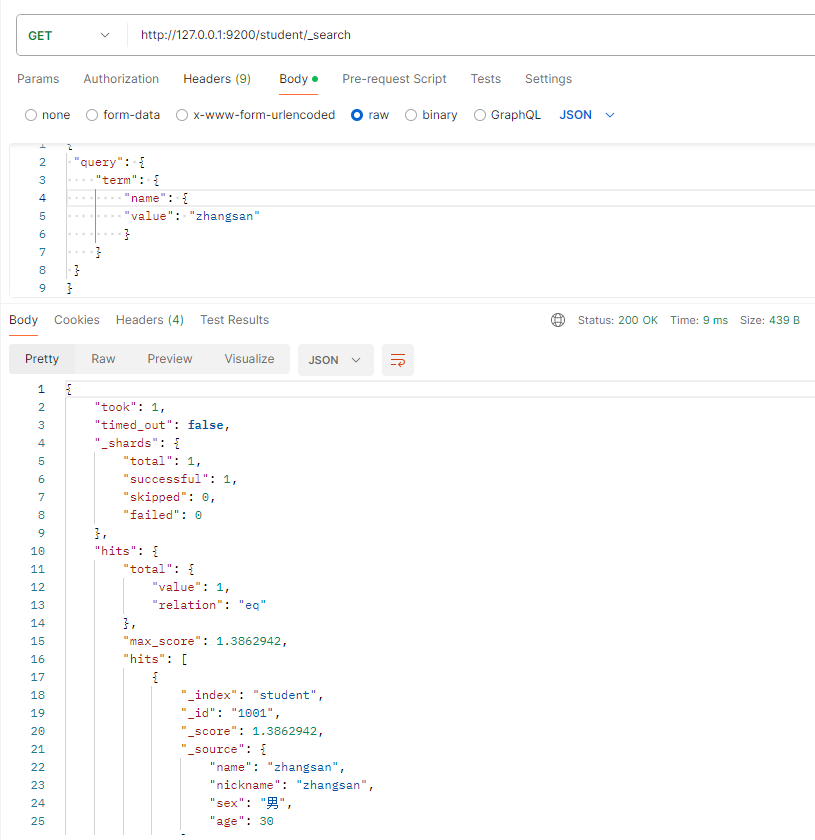 GET http://127.0.0.1:9200/student/_search
Params Authorization Headers (9) Body Pre-request Script Tests Settings
none form-data x-www-form-urlencoded raw binary GraphQL JSON
1 {
2 "query": {
3 "term": {
4 "name": {
5 "value": "zhangsan"
6 }
7 }
8 }
9 }
Body Cookies Headers (4) Test Results Status: 200 OK Time: 9 ms Size: 439 B
Pretty Raw Preview Visualize JSON
1 {
2 "took": 1,
3 "timed_out": false,
4 "_shards": {
5 "total": 1,
6 "successful": 1,
7 "skipped": 0,
8 "failed": 0
9 },
10 "hits": {
11 "total": {
12 "value": 1,
13 "relation": "eq"
14 },
15 "max_score": 1.3862942,
16 "hits": [
17 {
18 "_index": "student",
19 "_id": "1001",
20 "_score": 1.3862942,
21 "_source": {
22 "name": "zhangsan",
23 "nickname": "zhangsan",
24 "sex": "男",
25 "age": 30